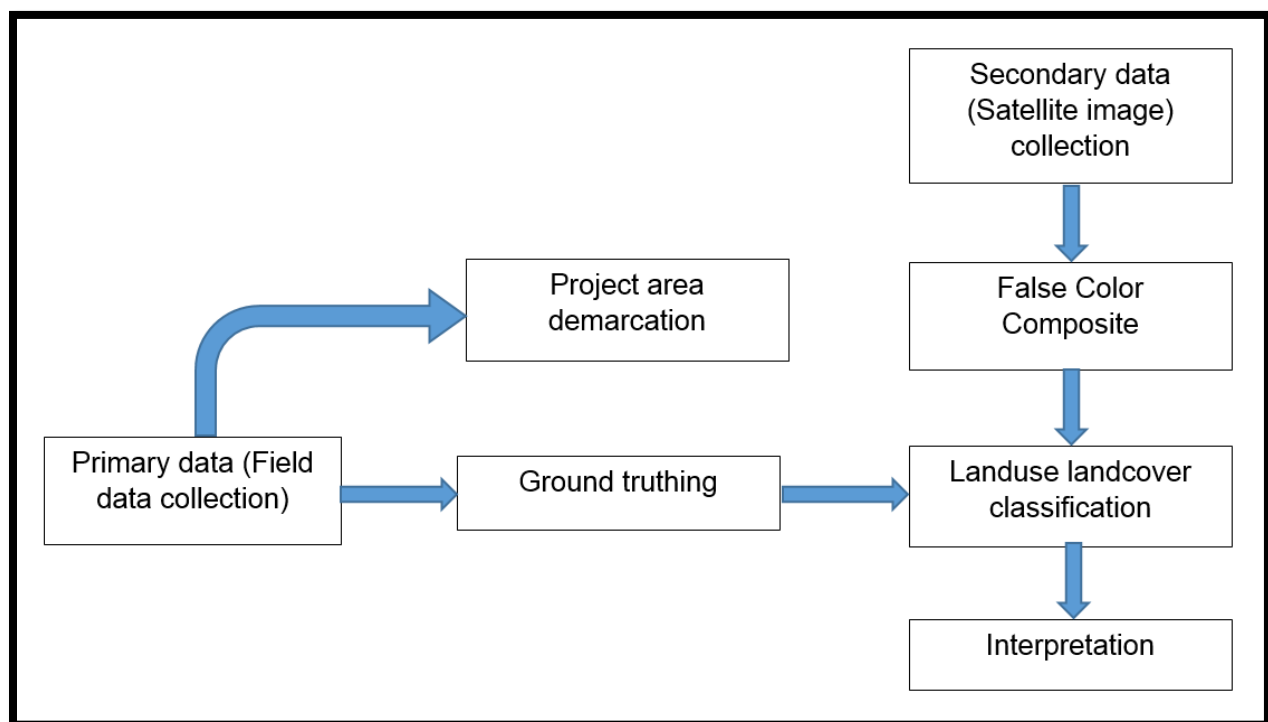 Secondary data
(Satellite image)
collection
Project area
demarcation
False Color
Composite
Primary data (Field
data collection)
Ground truthing
Landuse landcover
classification
Interpretation